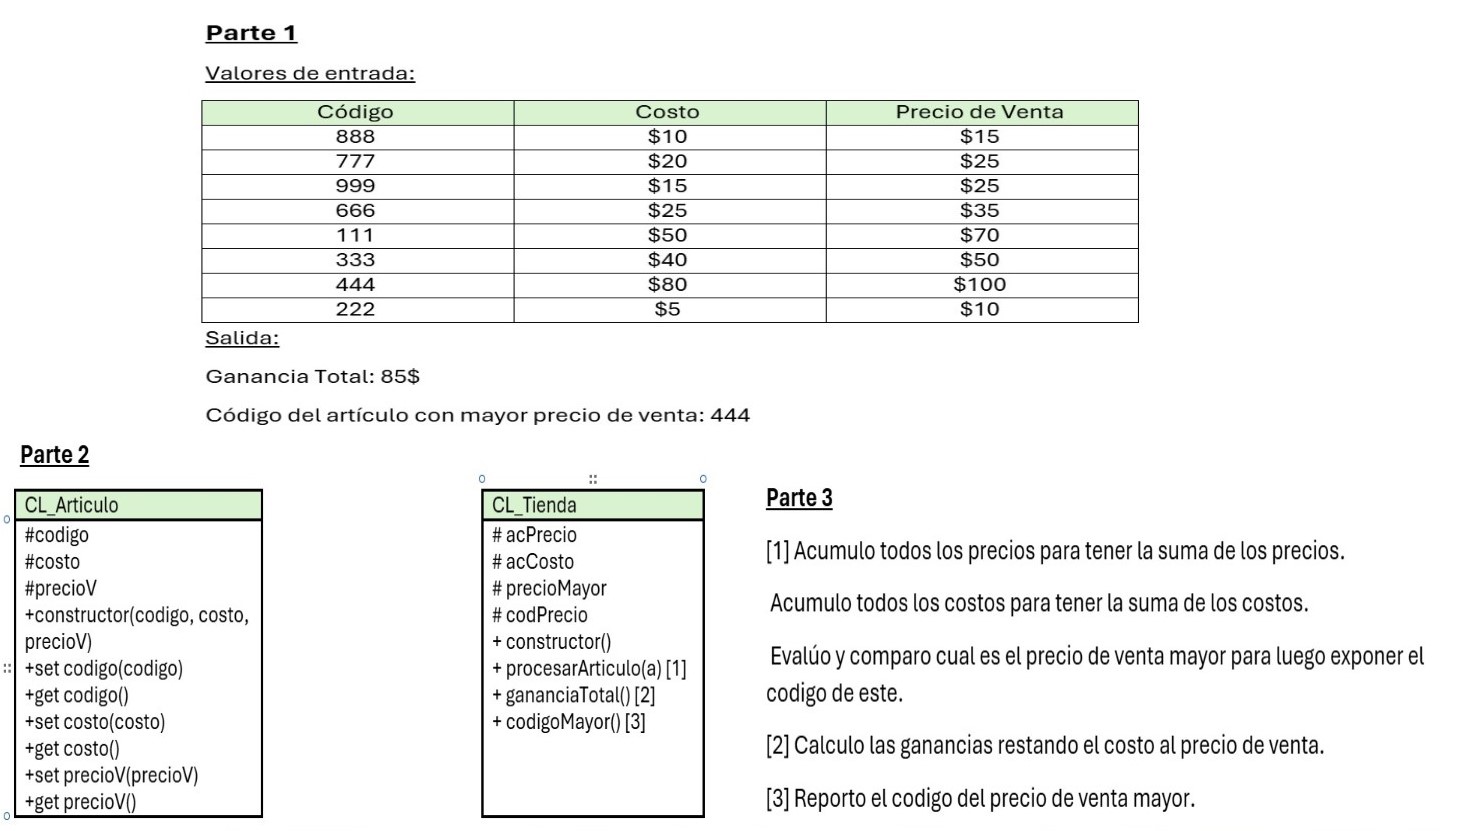 Parte 1
Valores de entrada:
Código Costo Precio de Venta
888 $10 $15
777 $20 $25
999 $15 $25
666 $25 $35
111 $50 $70
333 $40 $50
444 $80 $100
222 $5 $10
Salida:
Ganancia Total: 85$
Código del artículo con mayor precio de venta: 444
Parte 2
CL_Articulo
#codigo
#costo
#precioV
+constructor(codigo, costo,
precioV)
+set codigo(codigo)
+get codigo()
+set costo(costo)
+get costo()
+set precioV(precioV)
+get precioV()
CL_Tienda
# acPrecio
# acCosto
# precioMayor
# codPrecio
+ constructor()
+ procesarArticulo(a) [1]
+ gananciaTotal() [2]
+ codigoMayor() [3]
Parte 3
[1] Acumulo todos los precios para tener la suma de los precios.
Acumulo todos los costos para tener la suma de los costos.
Evalúo y comparo cual es el precio de venta mayor para luego exponer el
codigo de este.
[2] Calculo las ganancias restando el costo al precio de venta.
[3] Reporto el codigo del precio de venta mayor.